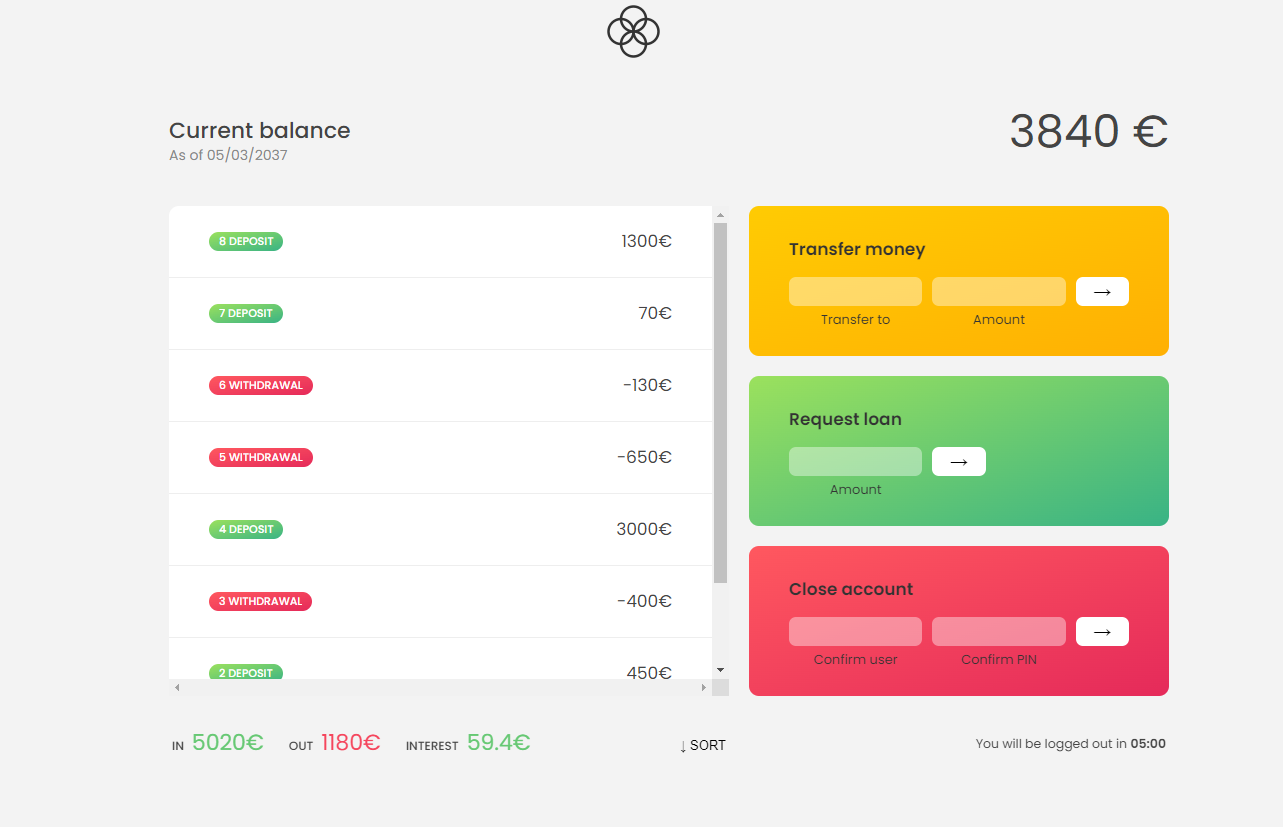 Current balance
As of 05/03/2037
3840 €
8 DEPOSIT 1300€
7 DEPOSIT 70€
6 WITHDRAWAL -130€
5 WITHDRAWAL -650€
4 DEPOSIT 3000€
3 WITHDRAWAL -400€
2 DEPOSIT 450€
Transfer money
→
Transfer to Amount
Request loan
→
Amount
Close account
→
Confirm user Confirm PIN
IN 5020€ OUT 1180€ INTEREST 59.4€ ↓ SORT
You will be logged out in 05:00